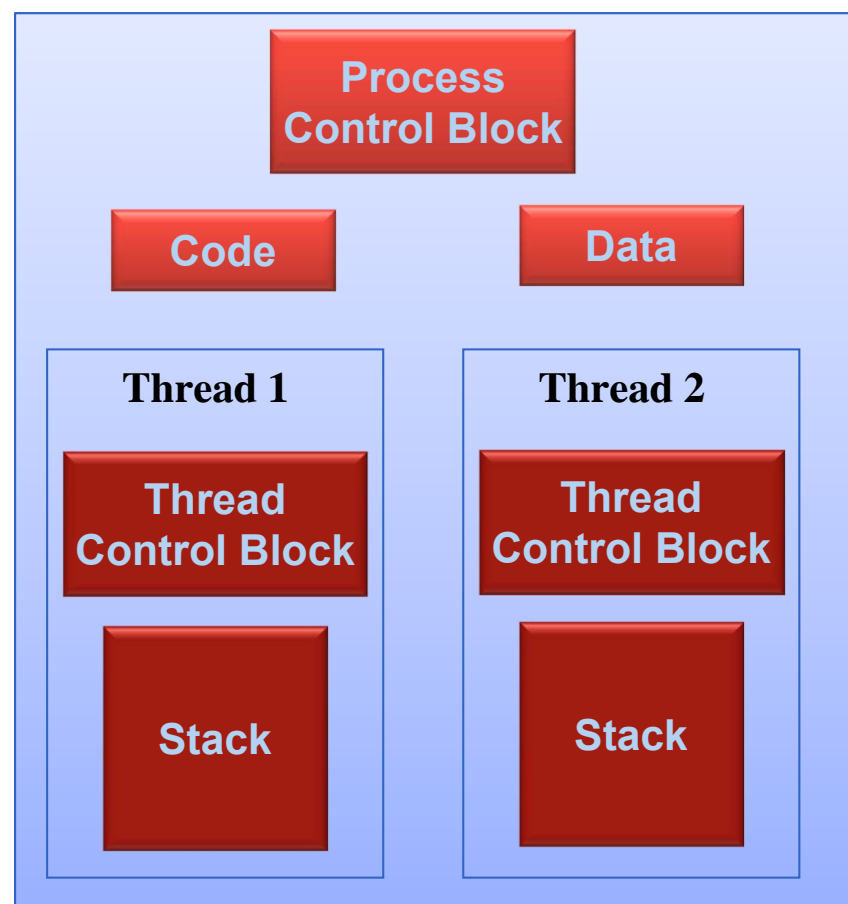 Process
Control Block
Code
Data
Thread 1
Thread
Control Block
Stack
Thread 2
Thread
Control Block
Stack